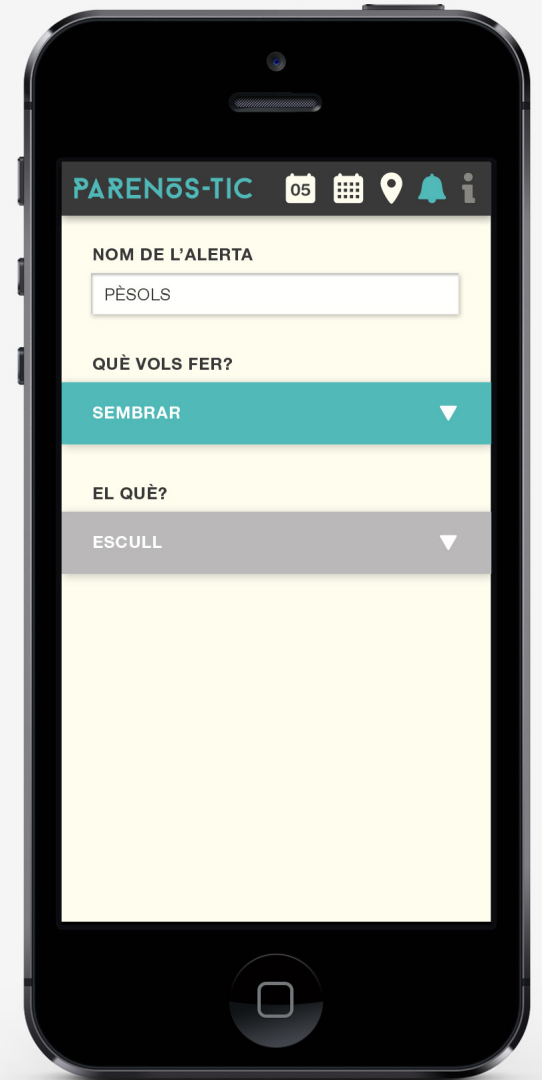 PARENŌS-TIC 05
NOM DE L'ALERTA
PÈSOLS
QUÈ VOLS FER?
SEMBRAR
EL QUÈ?
ESCULL